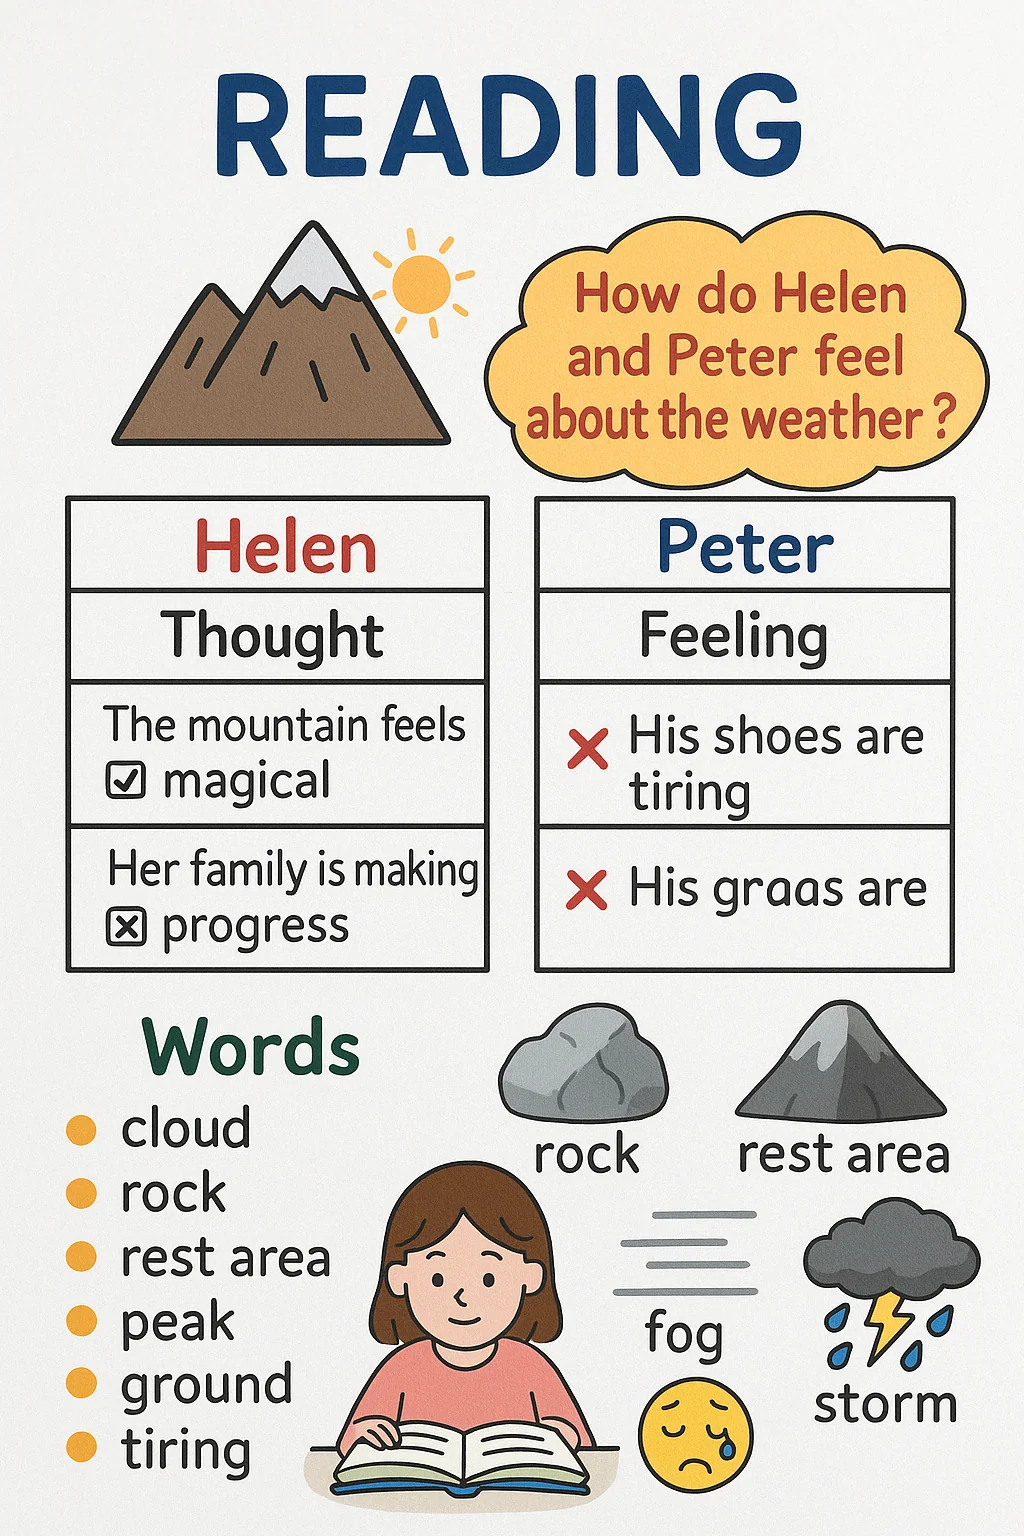 READING
How do Helen
and Peter feel
about the weather?
Helen
Thought
The mountain feels
magical
Her family is making
progress
Peter
Feeling
His shoes are
tiring
His graas are
Words
cloud
rock
rest area
peak
ground
tiring
rock
rest area
fog
storm